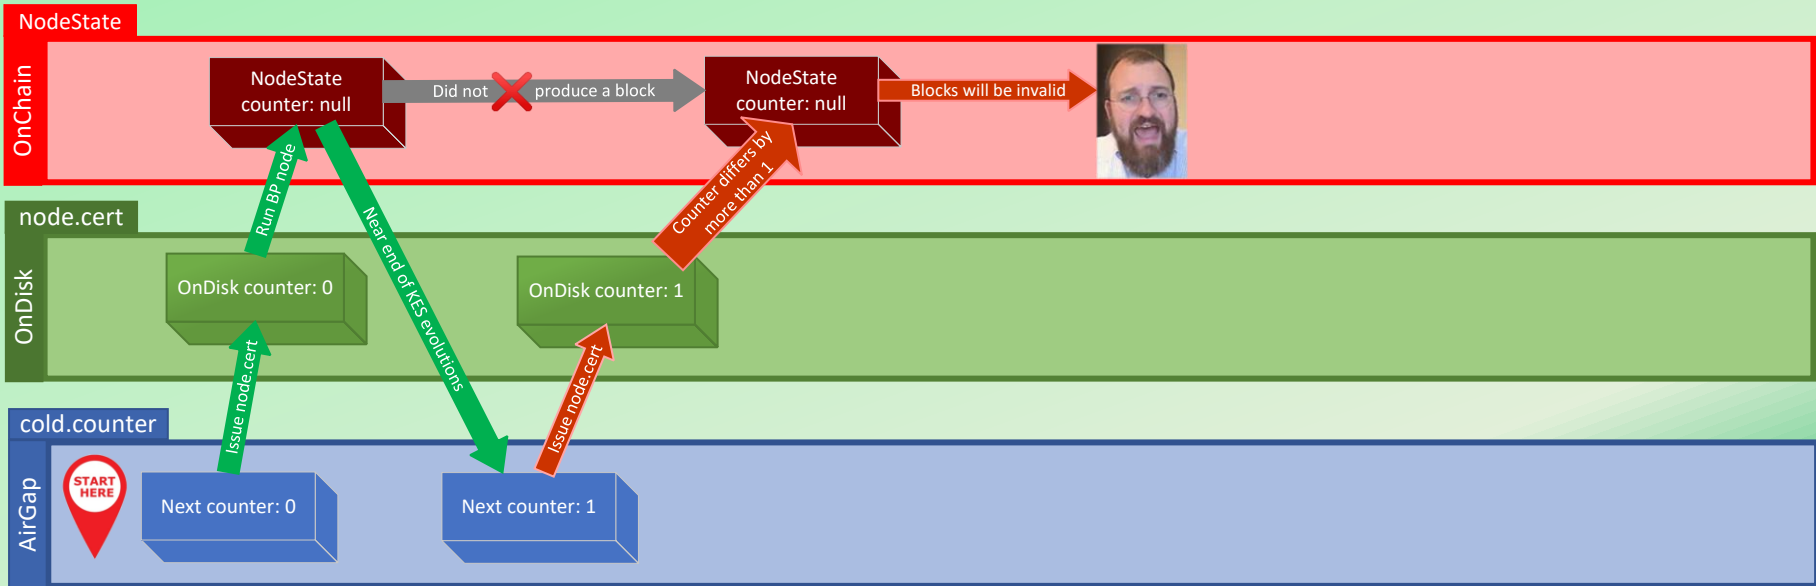 NodeState
OnChain
NodeState
counter: null
Did not
produce a block
NodeState
counter: null
Blocks will be invalid
Run BP node
Near end of KES evolutions
Counter differs by
more than 1
node.cert
OnDisk
OnDisk counter: 0
OnDisk counter: 1
Issue node.cert
Issue node.cert
cold.counter
AirGap
START
HERE
Next counter: 0
Next counter: 1